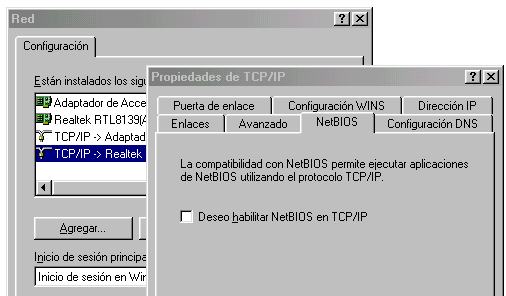 Red
Configuración
Están instalados los
Adaptador de Acce
Realtek RTL8139(A
TCP/IP -> Adaptad
TCP/IP -> Realtek
Agregar...
Inicio de sesión principa
Inicio de sesión en Win
Propiedades de TCP/IP
Puerta de enlace
Configuración WINS
Dirección IP
Enlaces
Avanzado
NetBIOS
Configuración DNS
La compatibilidad con NetBIOS permite ejecutar aplicaciones
de NetBIOS utilizando el protocolo TCP/IP.
Deseo habilitar NetBIOS en TCP/IP